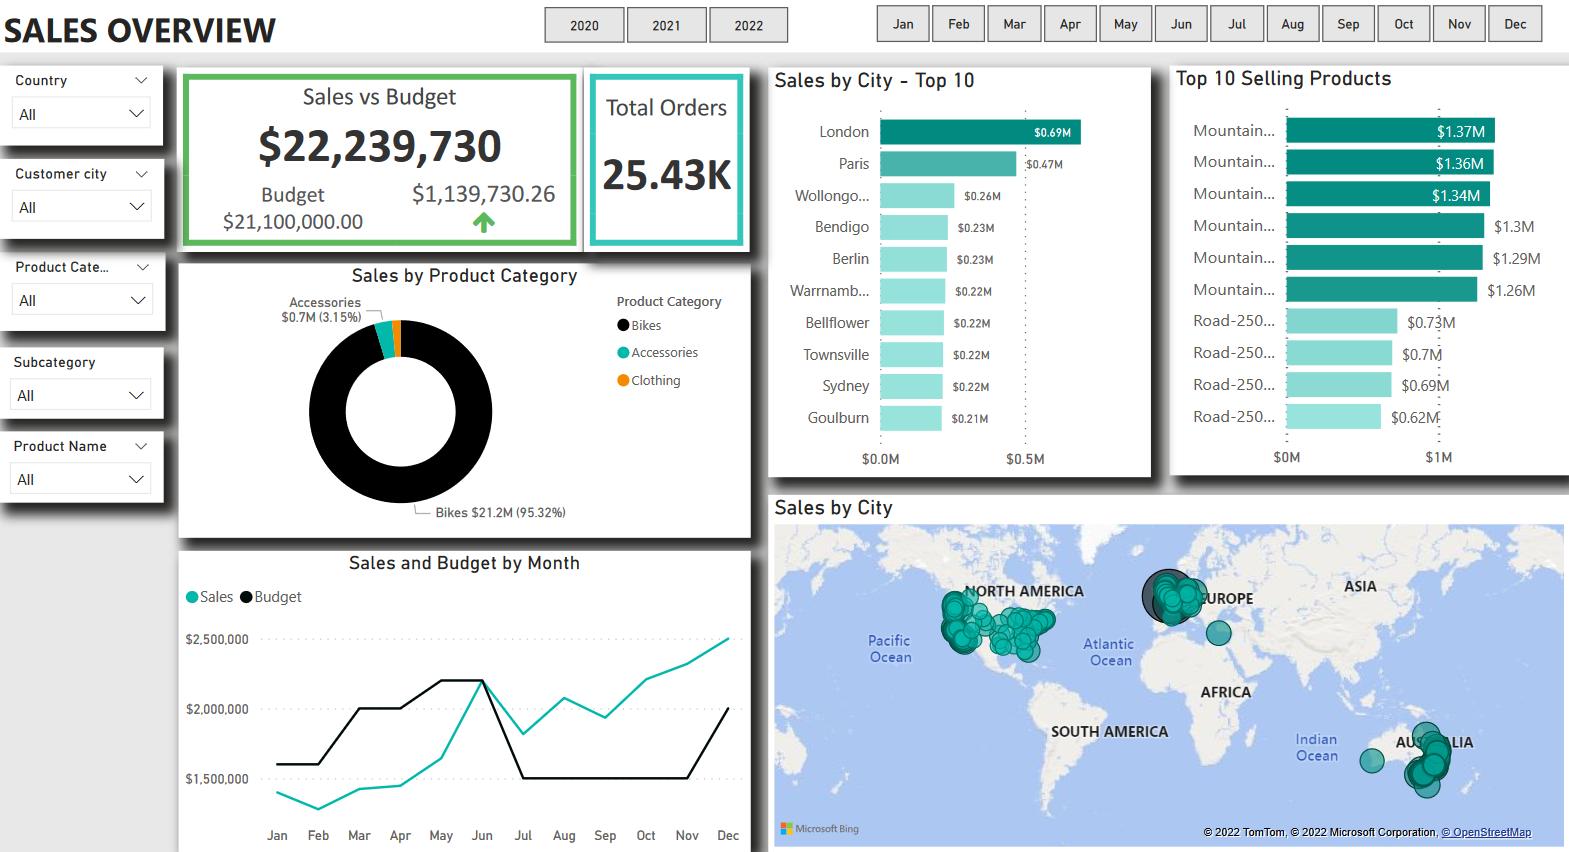 SALES OVERVIEW
2020 2021 2022
Jan Feb Mar Apr May Jun Jul Aug Sep Oct Nov Dec
Country
All
Customer city
All
Product Cate...
All
Subcategory
All
Product Name
All
Sales vs Budget
$22,239,730
Budget
$21,100,000.00
$1,139,730.26
Total Orders
25.43K
Sales by Product Category
Accessories
$0.7M (3.15%)
Bikes $21.2M (95.32%)
Product Category
Bikes
Accessories
Clothing
Sales and Budget by Month
Sales Budget
$2,500,000
$2,000,000
$1,500,000
Jan Feb Mar Apr May Jun Jul Aug Sep Oct Nov Dec
Sales by City - Top 10
London $0.69M
Paris $0.47M
Wollongo... $0.26M
Bendigo $0.23M
Berlin $0.23M
Warrnamb... $0.22M
Bellflower $0.22M
Townsville $0.22M
Sydney $0.22M
Goulburn $0.21M
$0.0M $0.5M
Top 10 Selling Products
Mountain... $1.37M
Mountain... $1.36M
Mountain... $1.34M
Mountain... $1.3M
Mountain... $1.29M
Mountain... $1.26M
Road-250... $0.73M
Road-250... $0.7M
Road-250... $0.69M
Road-250... $0.62M
$0M $1M
Sales by City
NORTH AMERICA
EUROPE
ASIA
Pacific
Ocean
Atlantic
Ocean
AFRICA
SOUTH AMERICA
Indian
Ocean
AUSTRALIA
Microsoft Bing
© 2022 TomTom, © 2022 Microsoft Corporation, © OpenStreetMap